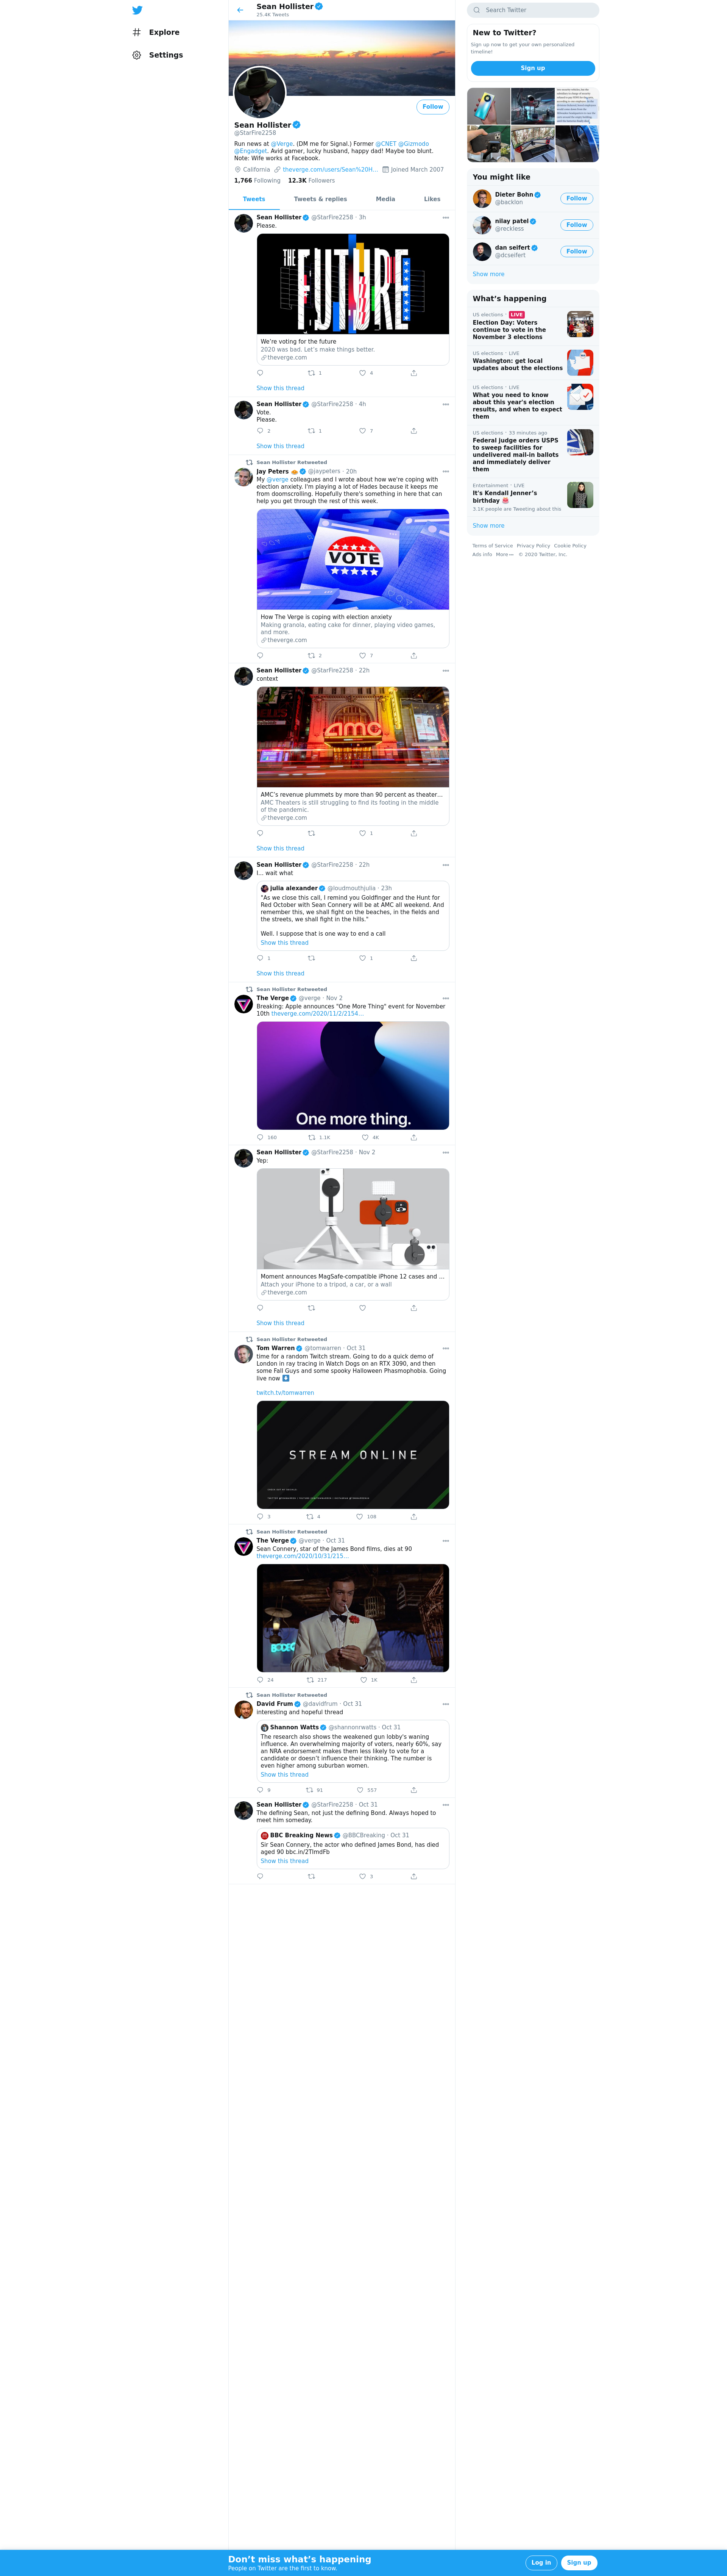 Explore
Settings
Sean Hollister
25.4K Tweets
Follow
Sean Hollister
@StarFire2258
Run news at @Verge. (DM me for Signal.) Former @CNET @Gizmodo
@Engadget. Avid gamer, lucky husband, happy dad! Maybe too blunt.
Note: Wife works at Facebook.
California theverge.com/users/Sean%20H… Joined March 2007
1,766 Following 12.3K Followers
Tweets Tweets & replies Media Likes
Sean Hollister @StarFire2258 · 3h
Please.
THE FUTURE
We’re voting for the future
2020 was bad. Let’s make things better.
theverge.com
1 4
Show this thread
Sean Hollister @StarFire2258 · 4h
Vote.
Please.
2 1 7
Show this thread
Sean Hollister Retweeted
Jay Peters @jaypeters · 20h
My @verge colleagues and I wrote about how we're coping with
election anxiety. I'm playing a lot of Hades because it keeps me
from doomscrolling. Hopefully there's something in here that can
help you get through the rest of this week.
VOTE
How The Verge is coping with election anxiety
Making granola, eating cake for dinner, playing video games,
and more.
theverge.com
2 7
Sean Hollister @StarFire2258 · 22h
context
amc
AMC’s revenue plummets by more than 90 percent as theater…
AMC Theaters is still struggling to find its footing in the middle
of the pandemic.
theverge.com
1
Show this thread
Sean Hollister @StarFire2258 · 22h
I... wait what
julia alexander @loudmouthjulia · 23h
"As we close this call, I remind you Goldfinger and the Hunt for
Red October with Sean Connery will be at AMC all weekend. And
remember this, we shall fight on the beaches, in the fields and
the streets, we shall fight in the hills."
Well. I suppose that is one way to end a call
Show this thread
1 1
Show this thread
Sean Hollister Retweeted
The Verge @verge · Nov 2
Breaking: Apple announces "One More Thing" event for November
10th theverge.com/2020/11/2/2154…
One more thing.
160 1.1K 4K
Sean Hollister @StarFire2258 · Nov 2
Yep:
Moment announces MagSafe-compatible iPhone 12 cases and …
Attach your iPhone to a tripod, a car, or a wall
theverge.com
Show this thread
Sean Hollister Retweeted
Tom Warren @tomwarren · Oct 31
time for a random Twitch stream. Going to do a quick demo of
London in ray tracing in Watch Dogs on an RTX 3090, and then
some Fall Guys and some spooky Halloween Phasmophobia. Going
live now
twitch.tv/tomwarren
STREAM ONLINE
3 4 108
Sean Hollister Retweeted
The Verge @verge · Oct 31
Sean Connery, star of the James Bond films, dies at 90
theverge.com/2020/10/31/215…
24 217 1K
Sean Hollister Retweeted
David Frum @davidfrum · Oct 31
interesting and hopeful thread
Shannon Watts @shannonrwatts · Oct 31
The research also shows the weakened gun lobby's waning
influence. An overwhelming majority of voters, nearly 60%, say
an NRA endorsement makes them less likely to vote for a
candidate or doesn’t influence their thinking. The number is
even higher among suburban women.
Show this thread
9 91 557
Sean Hollister @StarFire2258 · Oct 31
The defining Sean, not just the defining Bond. Always hoped to
meet him someday.
BBC Breaking News @BBCBreaking · Oct 31
Sir Sean Connery, the actor who defined James Bond, has died
aged 90 bbc.in/2TlmdFb
Show this thread
3
Search Twitter
New to Twitter?
Sign up now to get your own personalized
timeline!
Sign up
You might like
Dieter Bohn
@backlon
Follow
nilay patel
@reckless
Follow
dan seifert
@dcseifert
Follow
Show more
What’s happening
US elections · LIVE
Election Day: Voters
continue to vote in the
November 3 elections
US elections · LIVE
Washington: get local
updates about the elections
US elections · LIVE
What you need to know
about this year's election
results, and when to expect
them
US elections · 33 minutes ago
Federal judge orders USPS
to sweep facilities for
undelivered mail-in ballots
and immediately deliver
them
Entertainment · LIVE
It's Kendall Jenner’s
birthday
3.1K people are Tweeting about this
Show more
Terms of Service Privacy Policy Cookie Policy
Ads info More © 2020 Twitter, Inc.
Don’t miss what’s happening
People on Twitter are the first to know.
Log in
Sign up